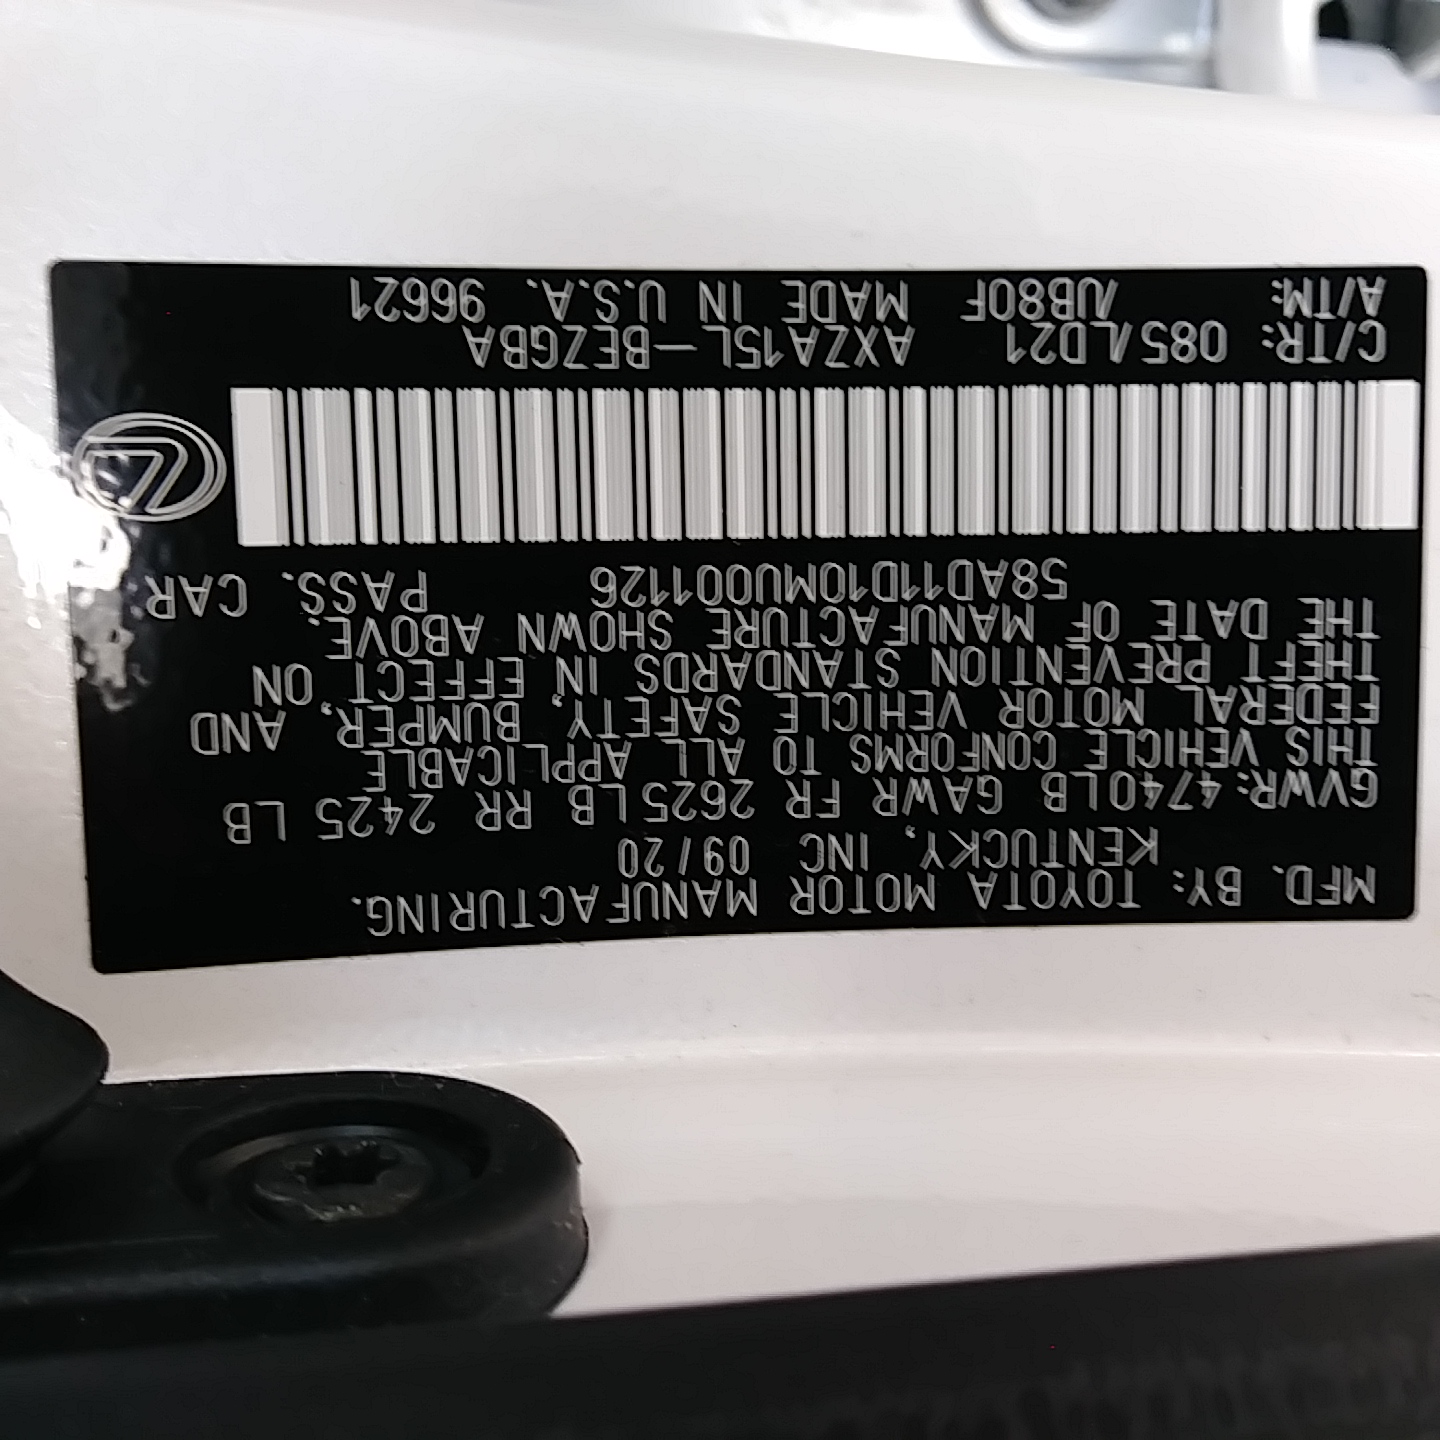 MFD. BY: TOYOTA MOTOR MANUFACTURING.
KENTUCKY, INC 09/20
GVWR: 4740LB GAWR FR 2625LB RR 2425 LB
THIS VEHICLE CONFORMS TO ALL APPLICABLE
FEDERAL MOTOR VEHICLE SAFETY, BUMPER, AND
THEFT PREVENTION STANDARDS IN EFFECT ON
THE DATE OF MANUFACTURE SHOWN ABOVE.
58AD11D10MU001126 PASS. CAR
C/TR: 085/LD21 AXZA15L-BEZGBA
A/TM: /UB80F MADE IN U.S.A. 96621